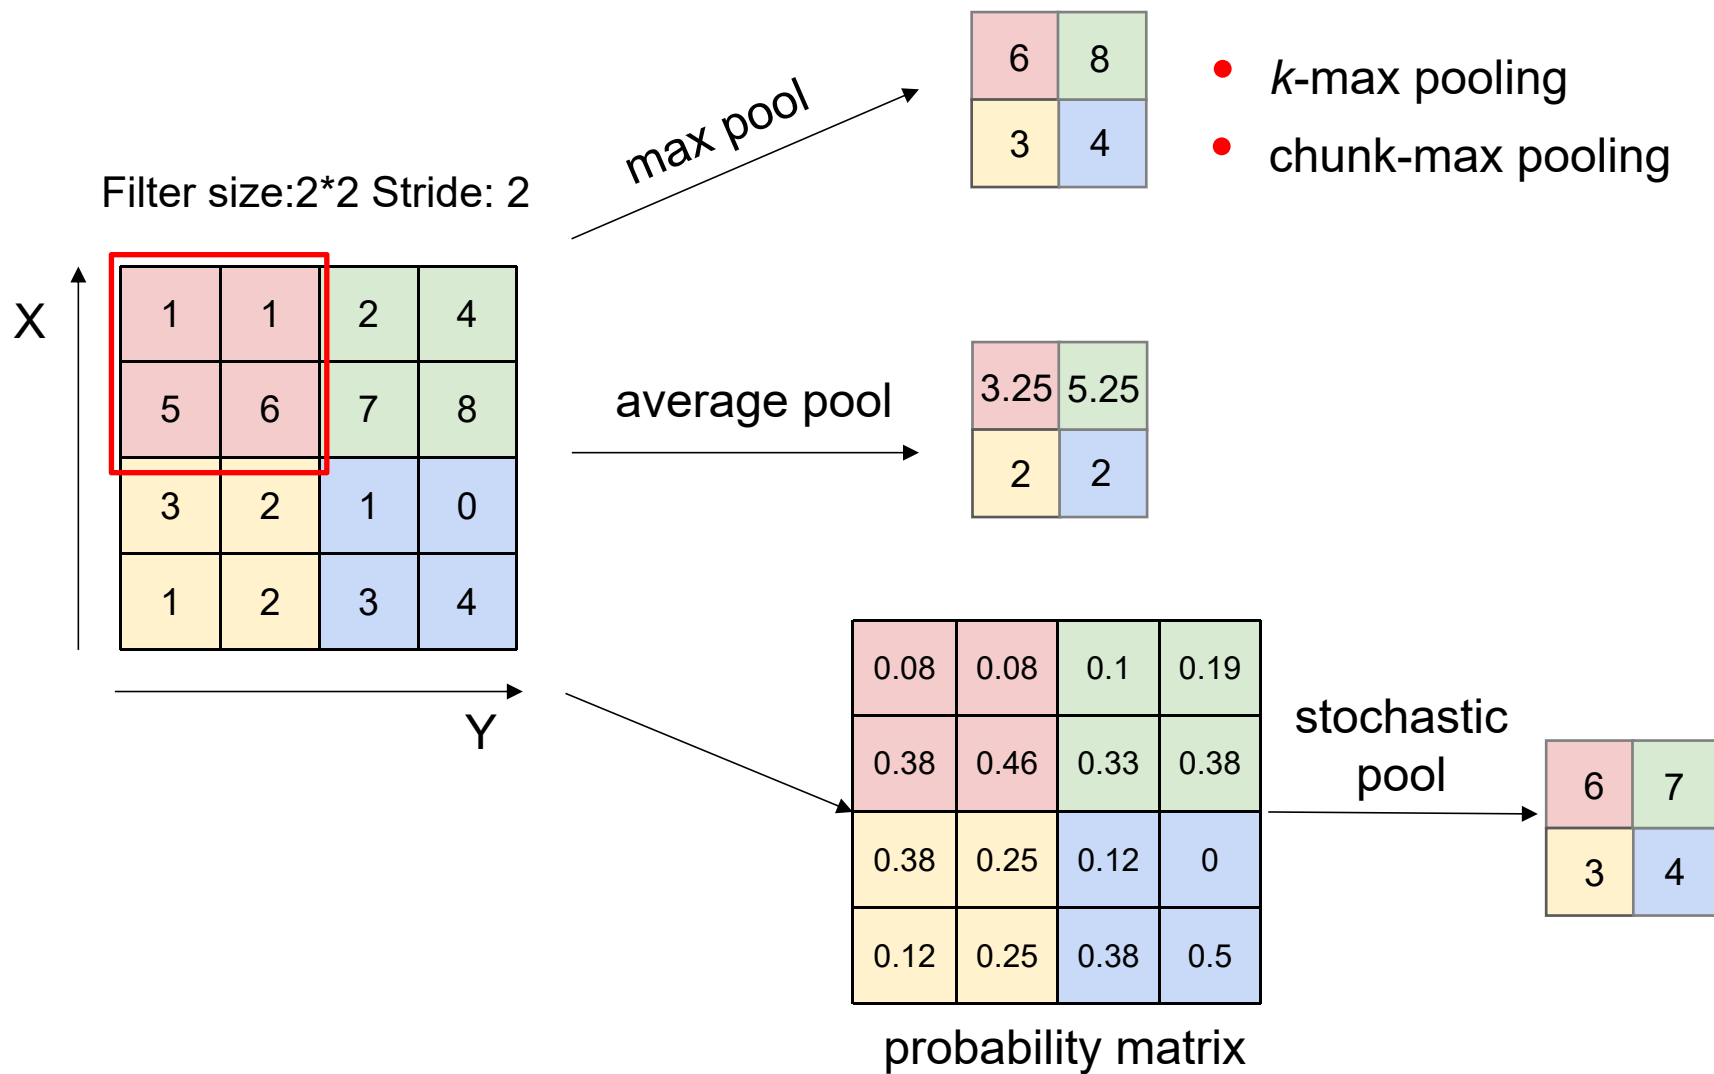 6 8
3 4
• k-max pooling
• chunk-max pooling
max pool
Filter size:2*2 Stride: 2
X
1 1 2 4
5 6 7 8
3 2 1 0
1 2 3 4
Y
average pool
3.25 5.25
2 2
0.08 0.08 0.1 0.19
0.38 0.46 0.33 0.38
0.38 0.25 0.12 0
0.12 0.25 0.38 0.5
probability matrix
stochastic
pool
6 7
3 4